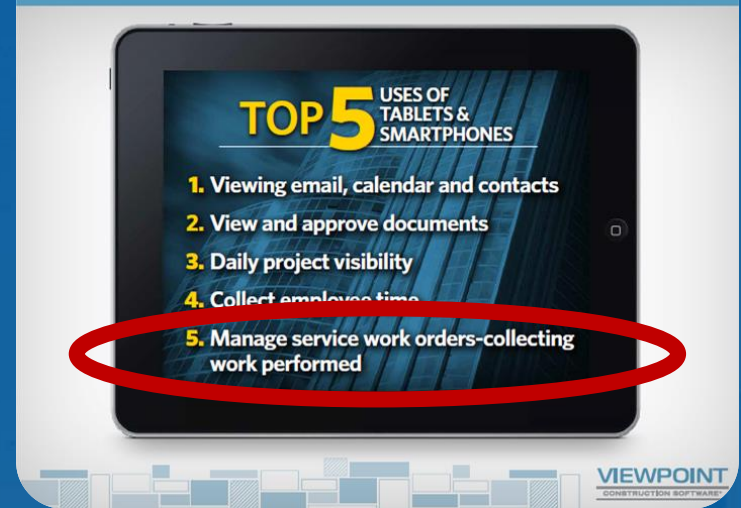 TOP 5 USES OF
TABLETS &
SMARTPHONES
1. Viewing email, calendar and contacts
2. View and approve documents
3. Daily project visibility
4. Collect employee time
5. Manage service work orders-collecting
work performed
VIEWPOINT
CONSTRUCTION SOFTWARE